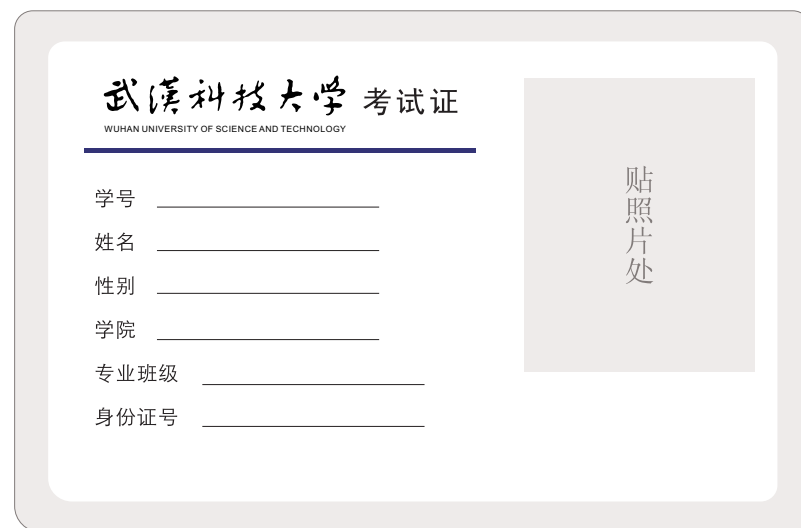 武漢科技大学 考试证
WUHAN UNIVERSITY OF SCIENCE AND TECHNOLOGY
学号
姓名
性别
学院
专业班级
身份证号
贴照片处